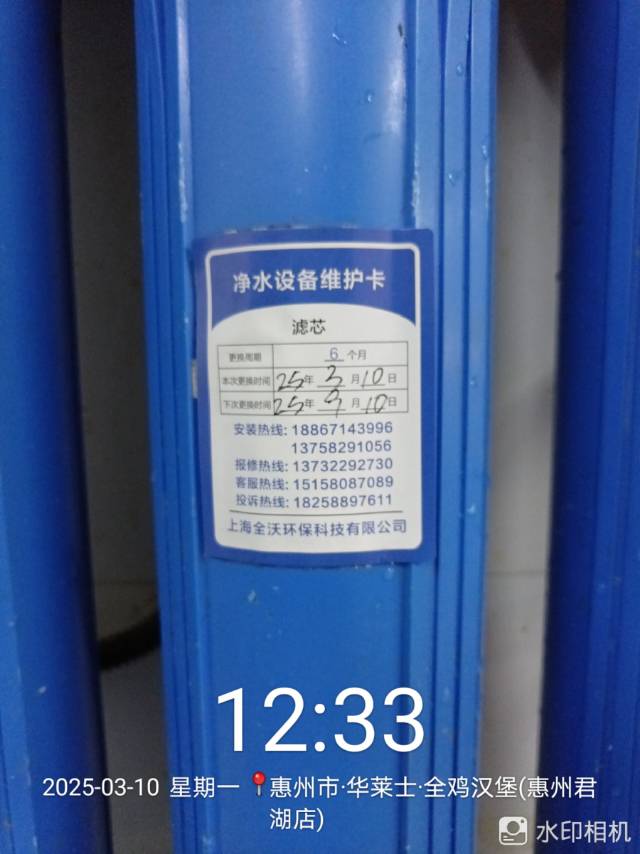 净水设备维护卡
滤芯
更换周期 6 个月
本次更换时间 25年 3 月 10 日
下次更换时间 25年 9 月 10 日
安装热线: 18867143996
13758291056
报修热线: 13732292730
客服热线: 15158087089
投诉热线: 18258897611
上海全沃环保科技有限公司
12:33
2025-03-10 星期一 惠州市·华莱士·全鸡汉堡(惠州君
湖店)
水印相机